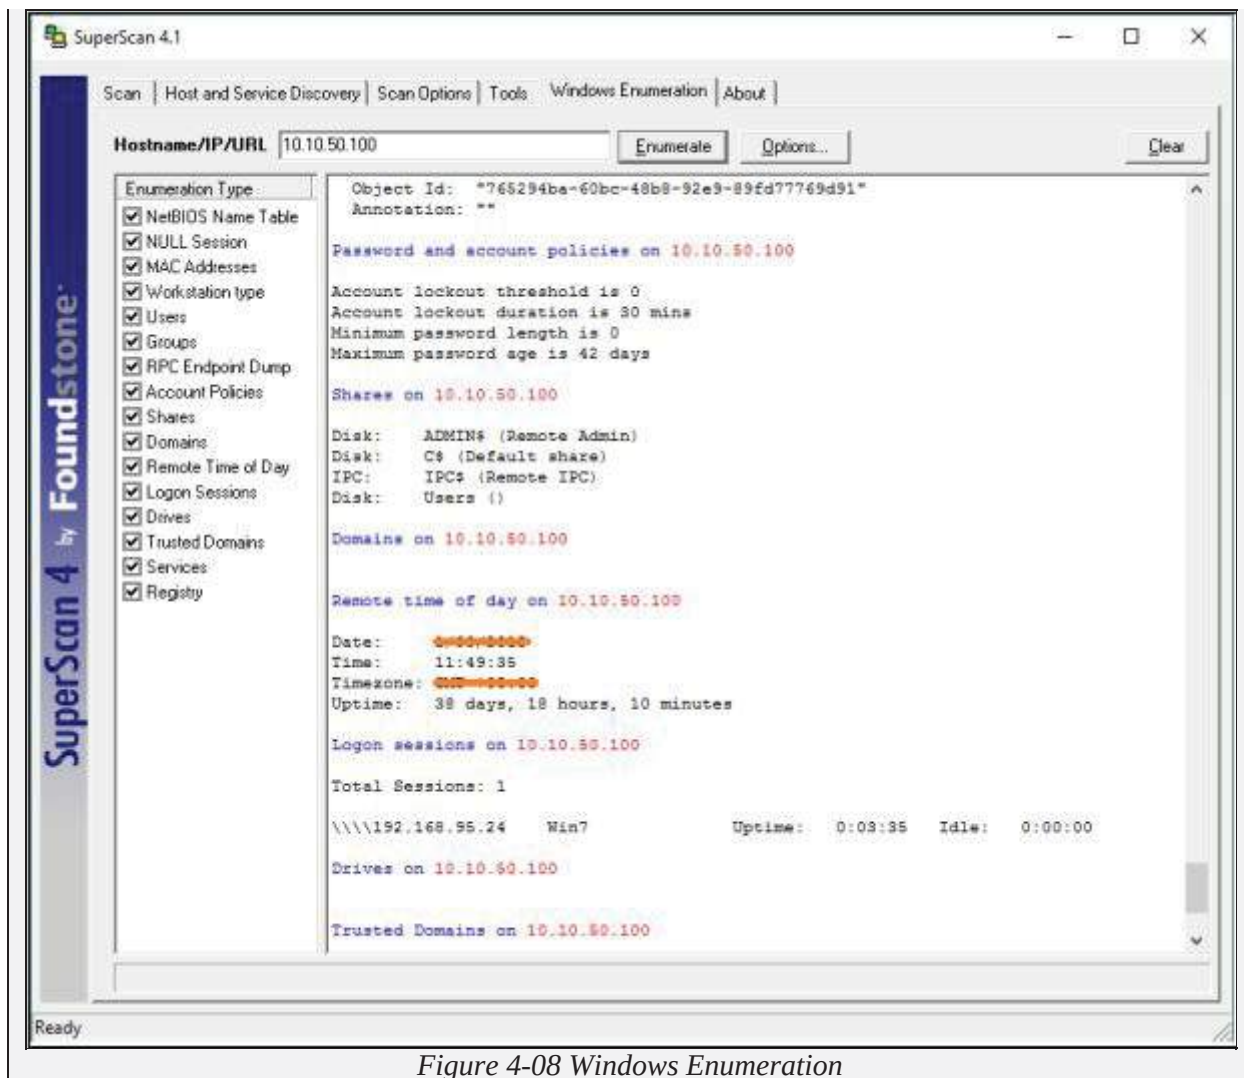 SuperScan 4.1
Scan Host and Service Discovery Scan Options Tools Windows Enumeration About
Hostname/IP/URL 10.10.50.100 Enumerate Options... Clear
Enumeration Type
NetBIOS Name Table
NULL Session
MAC Addresses
Workstation type
Users
Groups
RPC Endpoint Dump
Account Policies
Shares
Domains
Remote Time of Day
Logon Sessions
Drives
Trusted Domains
Services
Registry
Object Id: "765294ba-60bc-48b8-92e9-89fd77769d91"
Annotation: ""
Password and account policies on 10.10.50.100
Account lockout threshold is 0
Account lockout duration is 30 mins
Minimum password length is 0
Maximum password age is 42 days
Shares on 10.10.50.100
Disk: ADMIN$ (Remote Admin)
Disk: C$ (Default share)
IPC: IPC$ (Remote IPC)
Disk: Users ()
Domains on 10.10.50.100
Remote time of day on 10.10.50.100
Date:
Time: 11:49:35
Timezone:
Uptime: 38 days, 18 hours, 10 minutes
Logon sessions on 10.10.50.100
Total Sessions: 1
\\\\192.168.95.24 Win7 Uptime: 0:03:35 Idle: 0:00:00
Drives on 10.10.50.100
Trusted Domains on 10.10.50.100
SuperScan 4 by Foundstone
Ready
Figure 4-08 Windows Enumeration